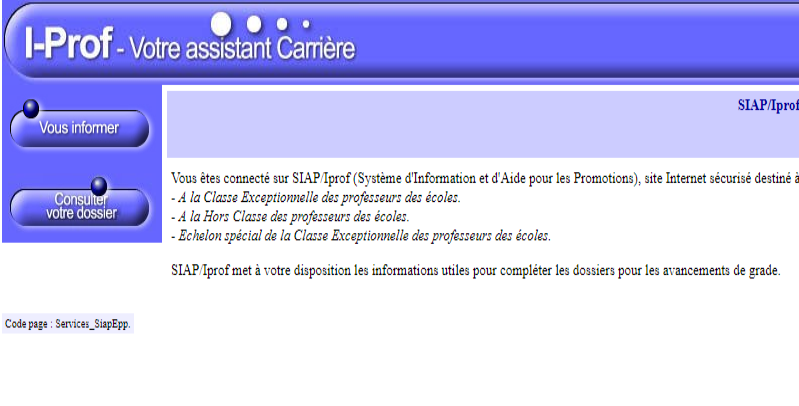 I-Prof - Votre assistant Carrière
Vous informer
Consulter
votre dossier
SIAP/Iprof
Vous êtes connecté sur SIAP/Iprof (Système d'Information et d'Aide pour les Promotions), site Internet sécurisé destiné à
- A la Classe Exceptionnelle des professeurs des écoles.
- A la Hors Classe des professeurs des écoles.
- Echelon spécial de la Classe Exceptionnelle des professeurs des écoles.
SIAP/Iprof met à votre disposition les informations utiles pour compléter les dossiers pour les avancements de grade.
Code page : Services_SiapEpp.